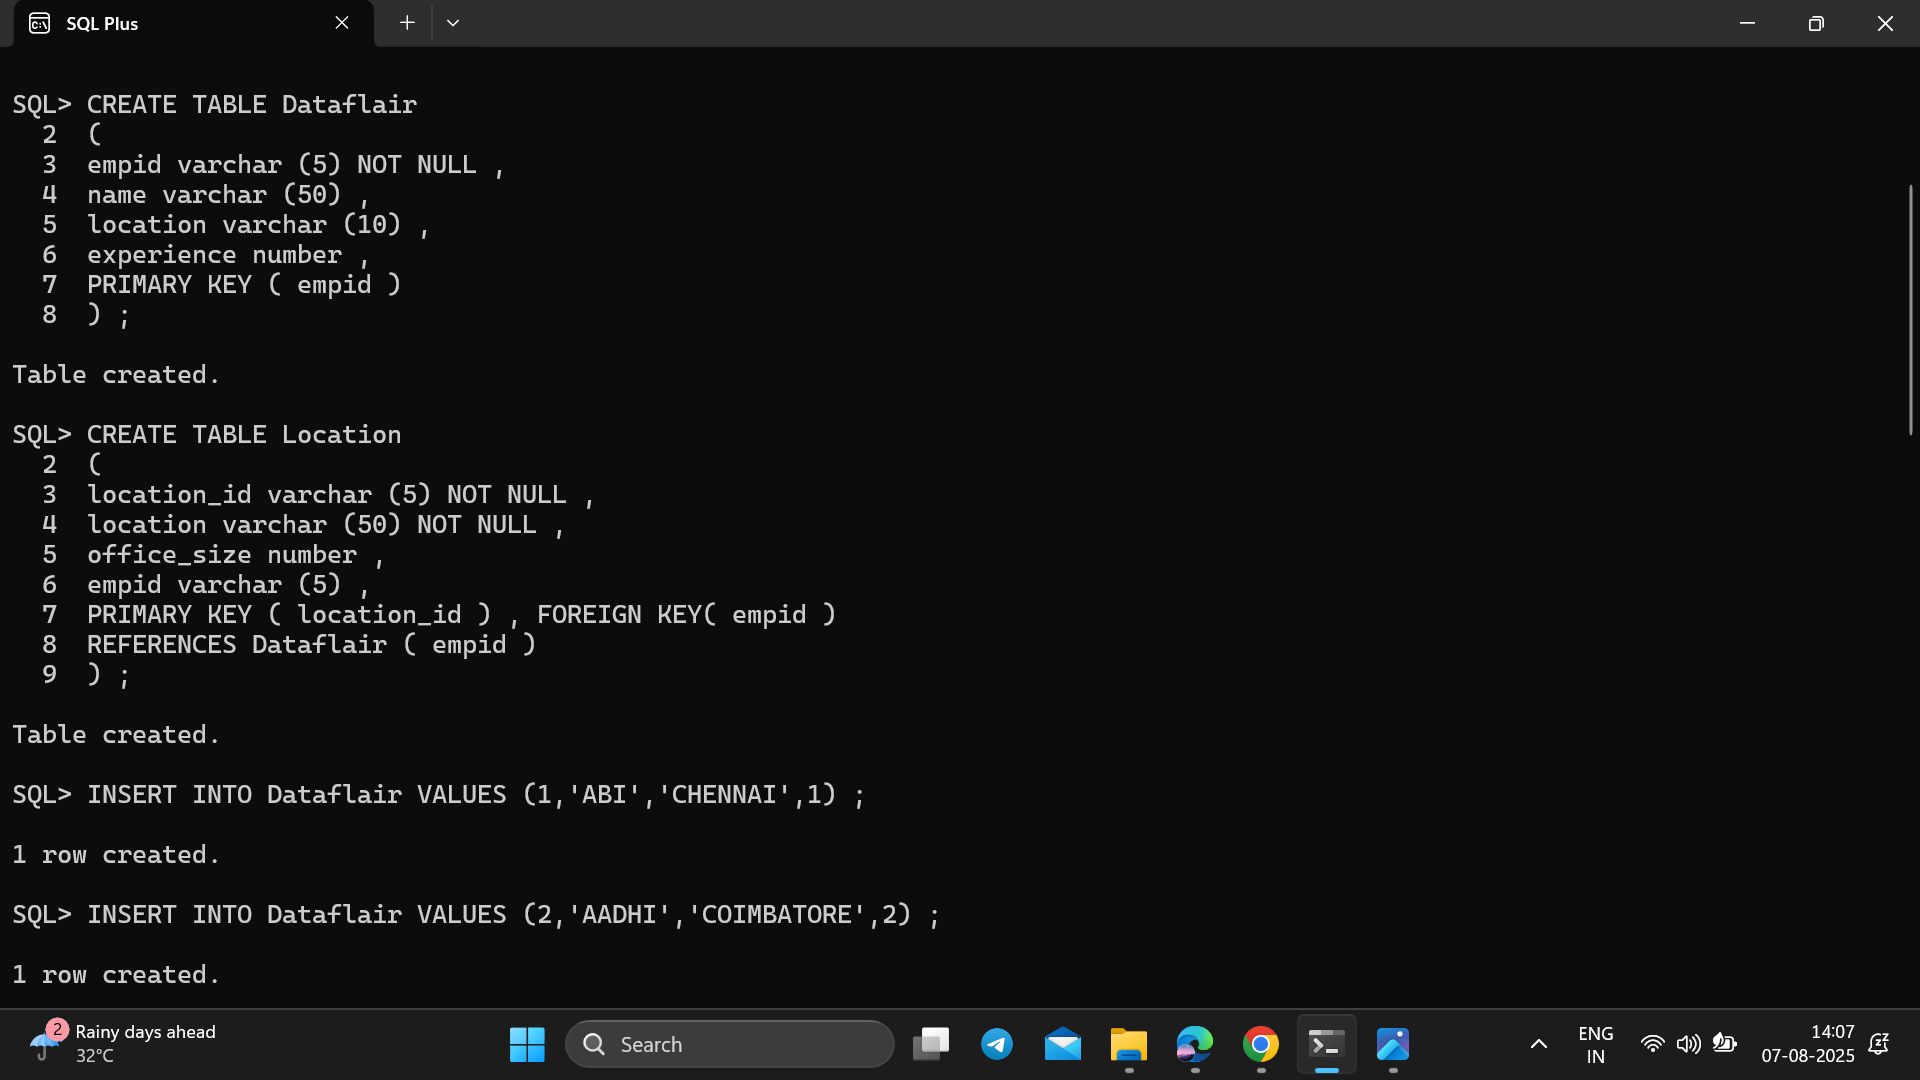 SQL Plus
SQL> CREATE TABLE Dataflair
2 (
3 empid varchar (5) NOT NULL ,
4 name varchar (50) ,
5 location varchar (10) ,
6 experience number ,
7 PRIMARY KEY ( empid )
8 ) ;
Table created.
SQL> CREATE TABLE Location
2 (
3 location_id varchar (5) NOT NULL ,
4 location varchar (50) NOT NULL ,
5 office_size number ,
6 empid varchar (5) ,
7 PRIMARY KEY ( location_id ) , FOREIGN KEY( empid )
8 REFERENCES Dataflair ( empid )
9 ) ;
Table created.
SQL> INSERT INTO Dataflair VALUES (1,'ABI','CHENNAI',1) ;
1 row created.
SQL> INSERT INTO Dataflair VALUES (2,'AADHI','COIMBATORE',2) ;
1 row created.
2
Rainy days ahead
32°C
Search
ENG
IN
14:07
07-08-2025